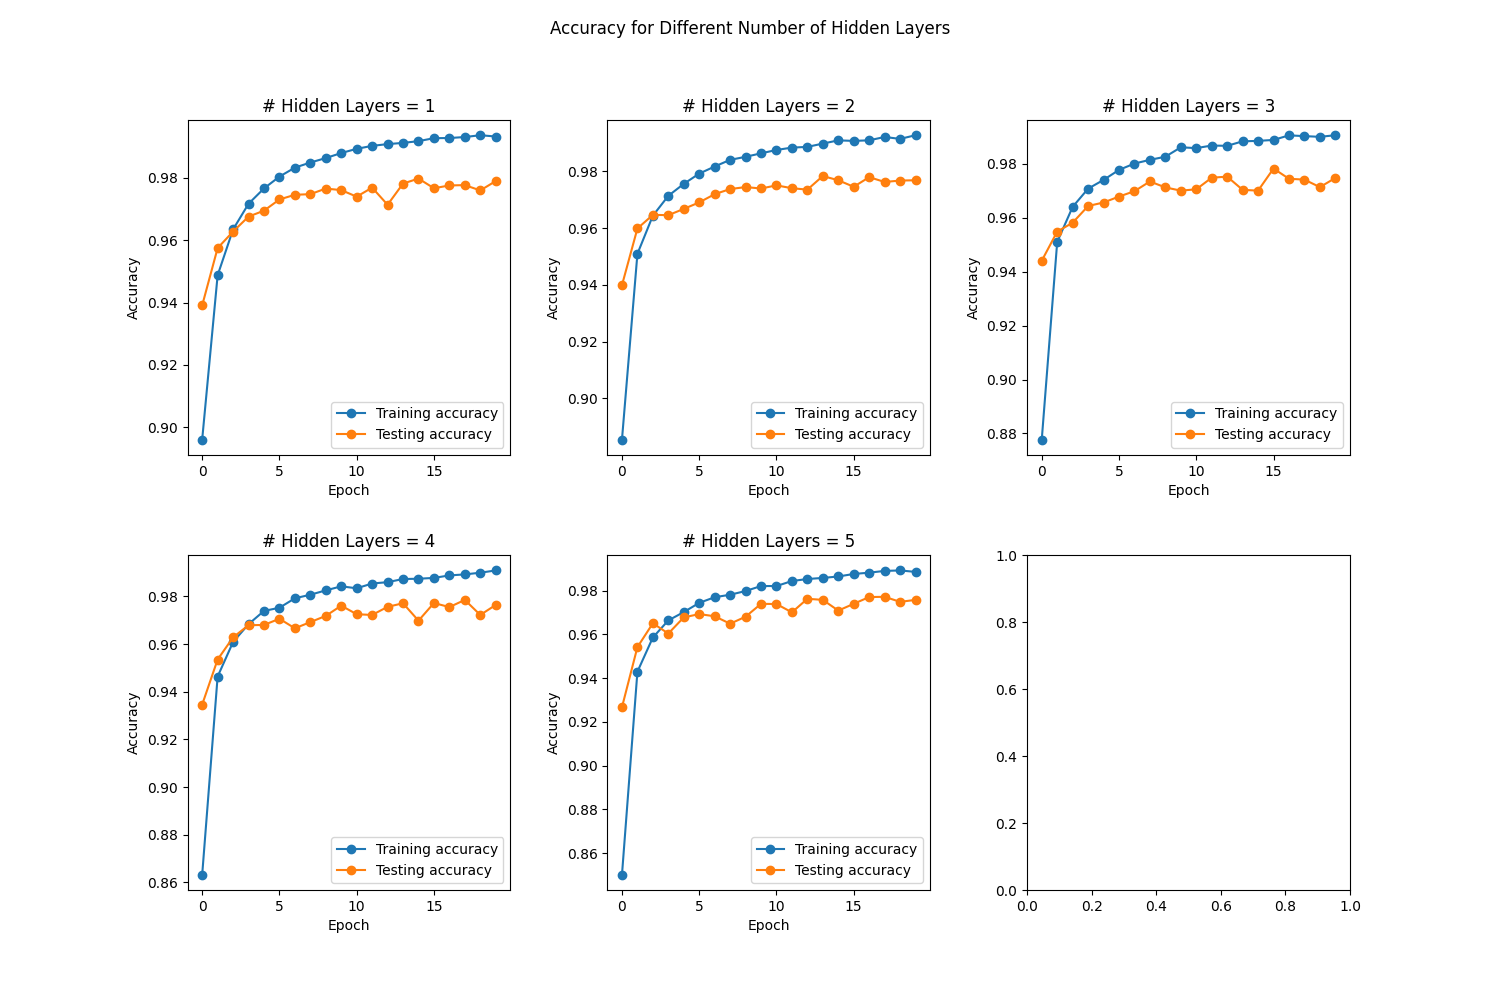 Accuracy for Different Number of Hidden Layers
# Hidden Layers = 1
Accuracy
0.98
0.96
0.94
0.92
0.90
Training accuracy
Testing accuracy
0 5 10 15
Epoch
# Hidden Layers = 2
Accuracy
0.98
0.96
0.94
0.92
0.90
Training accuracy
Testing accuracy
0 5 10 15
Epoch
# Hidden Layers = 3
Accuracy
0.98
0.96
0.94
0.92
0.90
0.88
Training accuracy
Testing accuracy
0 5 10 15
Epoch
# Hidden Layers = 4
Accuracy
0.98
0.96
0.94
0.92
0.90
0.88
0.86
Training accuracy
Testing accuracy
0 5 10 15
Epoch
# Hidden Layers = 5
Accuracy
0.98
0.96
0.94
0.92
0.90
0.88
0.86
Training accuracy
Testing accuracy
0 5 10 15
Epoch
1.0
0.8
0.6
0.4
0.2
0.0
0.0 0.2 0.4 0.6 0.8 1.0